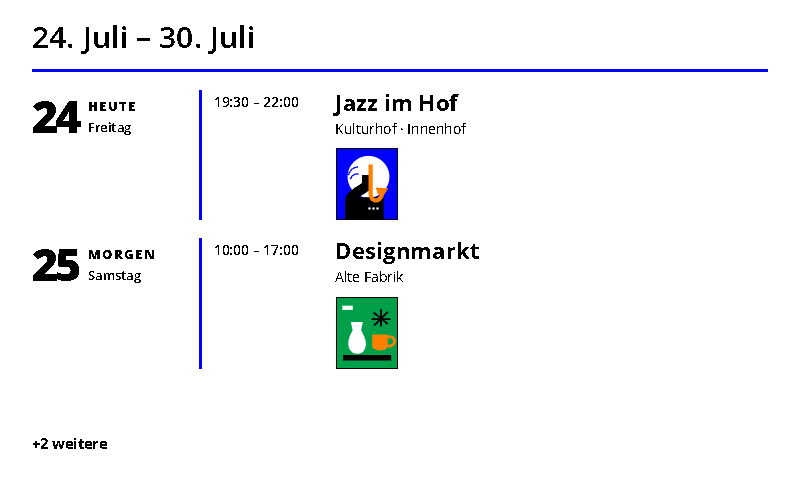 24. Juli – 30. Juli
24
HEUTE
Freitag
19:30 – 22:00
Jazz im Hof
Kulturhof · Innenhof
25
MORGEN
Samstag
10:00 – 17:00
Designmarkt
Alte Fabrik
+2 weitere